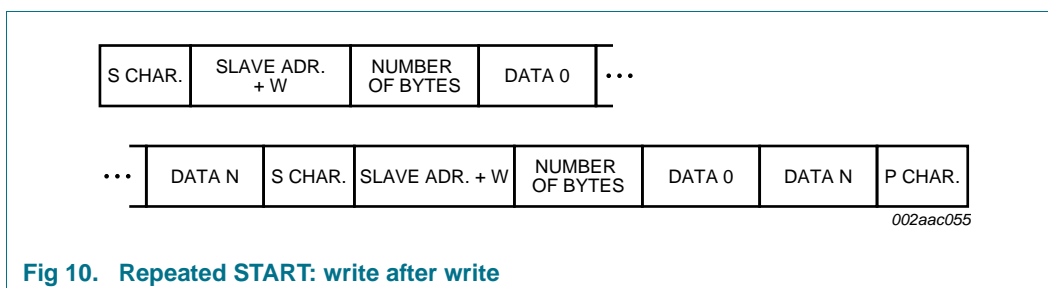 S CHAR. SLAVE ADR. + W NUMBER OF BYTES DATA 0 •••
••• DATA N S CHAR. SLAVE ADR. + W NUMBER OF BYTES DATA 0 DATA N P CHAR.
002aac055
Fig 10. Repeated START: write after write